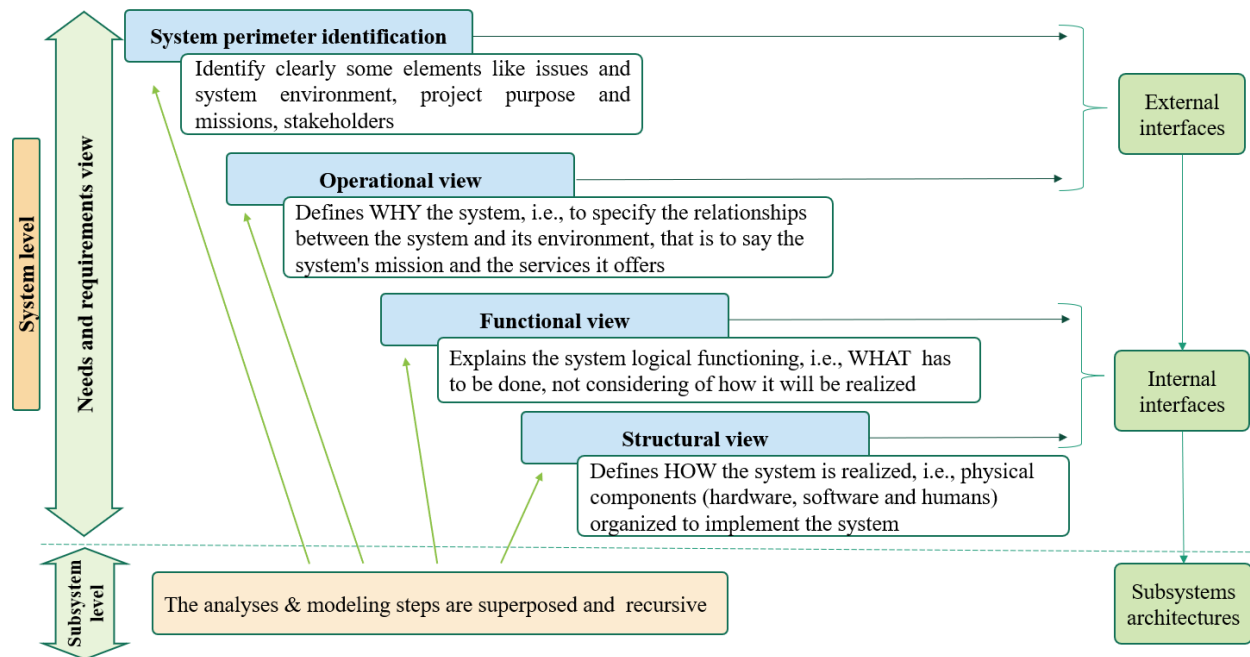 System perimeter identification
Identify clearly some elements like issues and
system environment, project purpose and
missions, stakeholders
External
interfaces
Operational view
Defines WHY the system, i.e., to specify the relationships
between the system and its environment, that is to say the
system's mission and the services it offers
System level
Needs and requirements view
Functional view
Explains the system logical functioning, i.e., WHAT has
to be done, not considering of how it will be realized
Internal
interfaces
Structural view
Defines HOW the system is realized, i.e., physical
components (hardware, software and humans)
organized to implement the system
Subsystem
level
The analyses & modeling steps are superposed and recursive
Subsystems
architectures